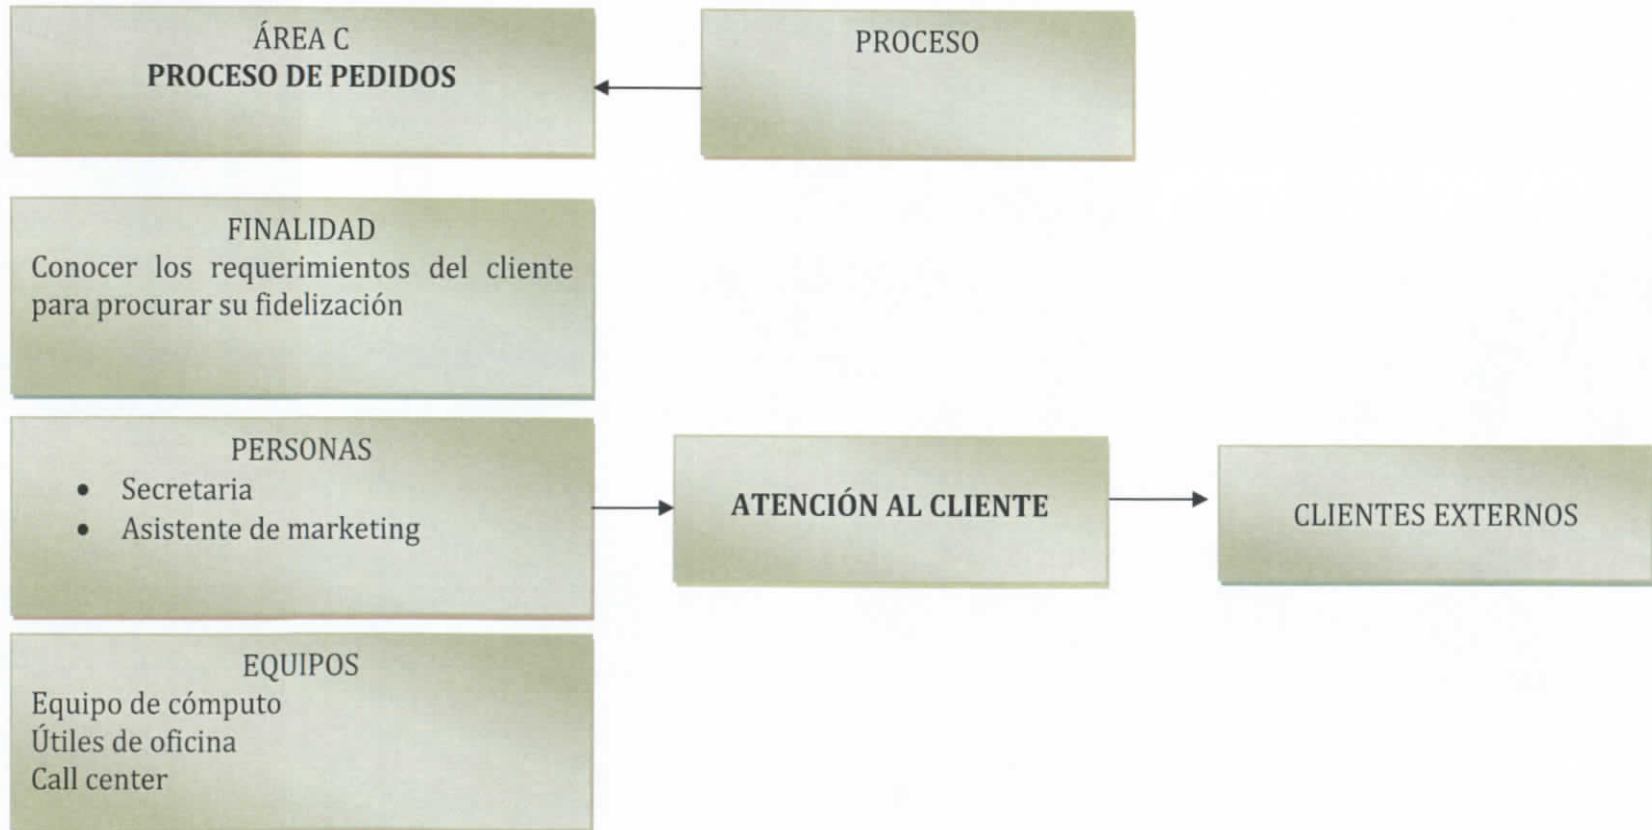 ÁREA C
PROCESO DE PEDIDOS
PROCESO
FINALIDAD
Conocer los requerimientos del cliente
para procurar su fidelización
PERSONAS
• Secretaria
• Asistente de marketing
ATENCIÓN AL CLIENTE
CLIENTES EXTERNOS
EQUIPOS
Equipo de cómputo
Útiles de oficina
Call center